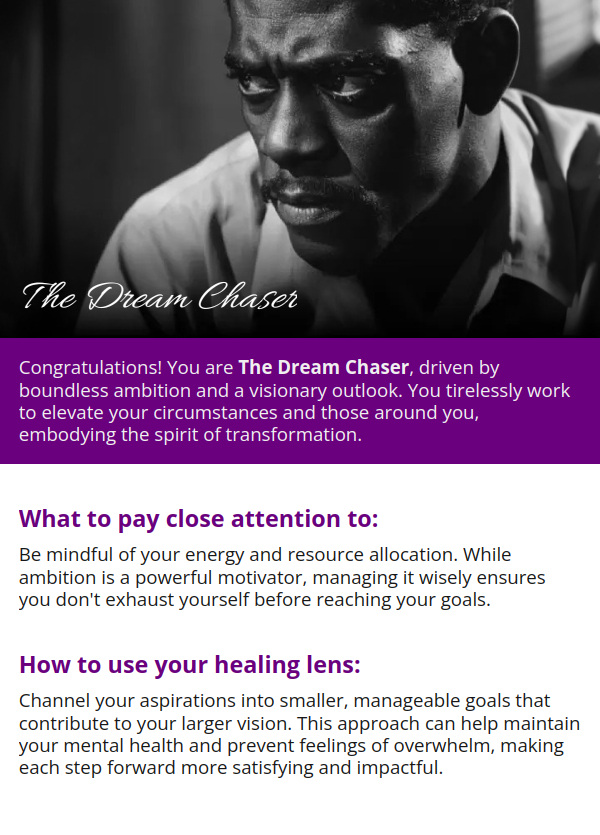 The Dream Chaser
Congratulations! You are The Dream Chaser, driven by
boundless ambition and a visionary outlook. You tirelessly work
to elevate your circumstances and those around you,
embodying the spirit of transformation.
What to pay close attention to:
Be mindful of your energy and resource allocation. While
ambition is a powerful motivator, managing it wisely ensures
you don't exhaust yourself before reaching your goals.
How to use your healing lens:
Channel your aspirations into smaller, manageable goals that
contribute to your larger vision. This approach can help maintain
your mental health and prevent feelings of overwhelm, making
each step forward more satisfying and impactful.